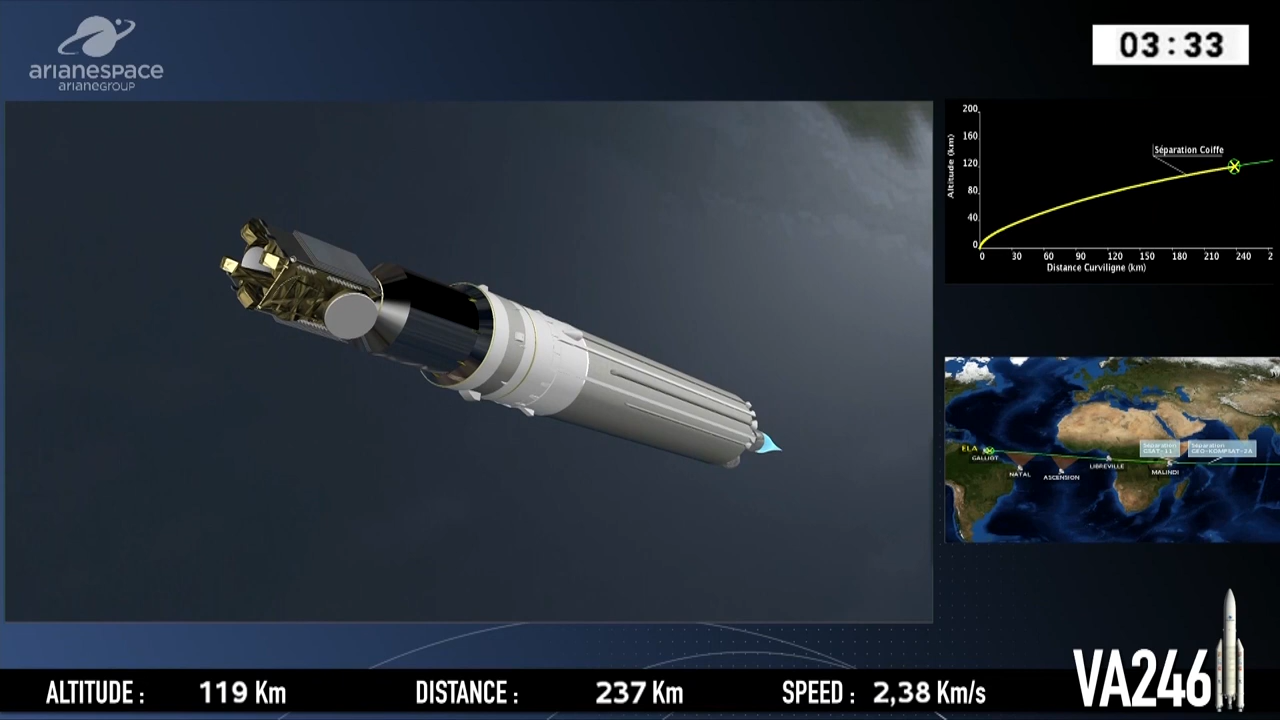 arianespace
arianeGROUP
03:33
200
160
120
80
40
0
Altitude (km)
Séparation Coiffe
0 30 60 90 120 150 180 210 240 2
Distance Curviligne (km)
ELA
GALLIOT
NATAL
ASCENSION
LIBREVILLE
MALINDI
Séparation
GSAT-11
Séparation
GEO-KOMPSAT-2A
VA246
ALTITUDE : 119 Km
DISTANCE : 237 Km
SPEED : 2,38 Km/s